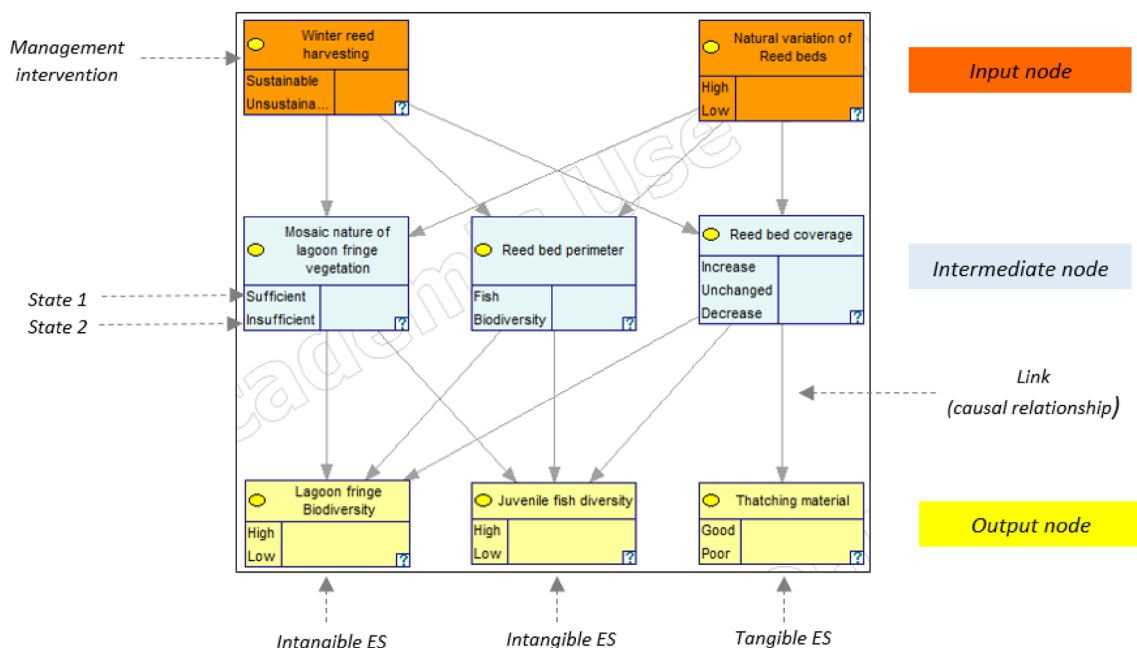 Management
intervention
Winter reed
harvesting
Sustainable
Unsustaina...
?
Natural variation of
Reed beds
High
Low
?
Input node
Mosaic nature of
lagoon fringe
vegetation
Sufficient
Insufficient
?
State 1
State 2
Reed bed perimeter
Fish
Biodiversity
?
Reed bed coverage
Increase
Unchanged
Decrease
?
Intermediate node
Link
(causal relationship)
Lagoon fringe
Biodiversity
High
Low
?
Juvenile fish diversity
High
Low
?
Thatching material
Good
Poor
?
Output node
Intangible ES
Intangible ES
Tangible ES
ademic Use